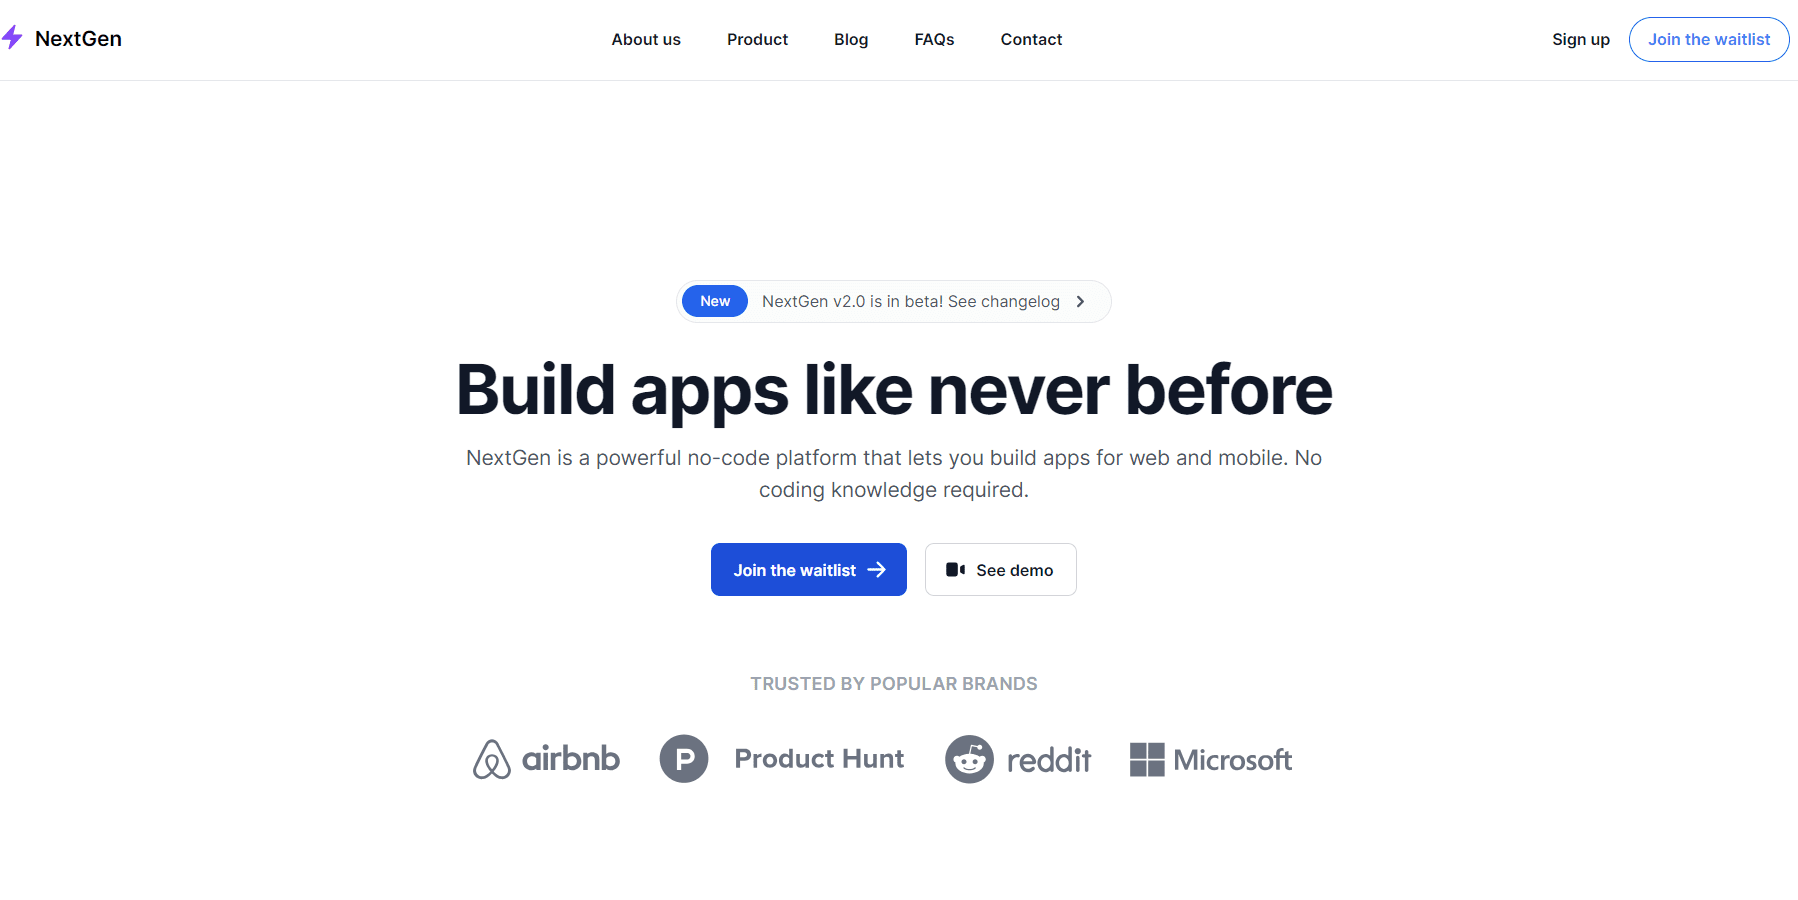 NextGen
About us
Product
Blog
FAQs
Contact
Sign up
Join the waitlist
New
NextGen v2.0 is in beta! See changelog
Build apps like never before
NextGen is a powerful no-code platform that lets you build apps for web and mobile. No
coding knowledge required.
Join the waitlist
See demo
TRUSTED BY POPULAR BRANDS
airbnb
P
Product Hunt
reddit
Microsoft